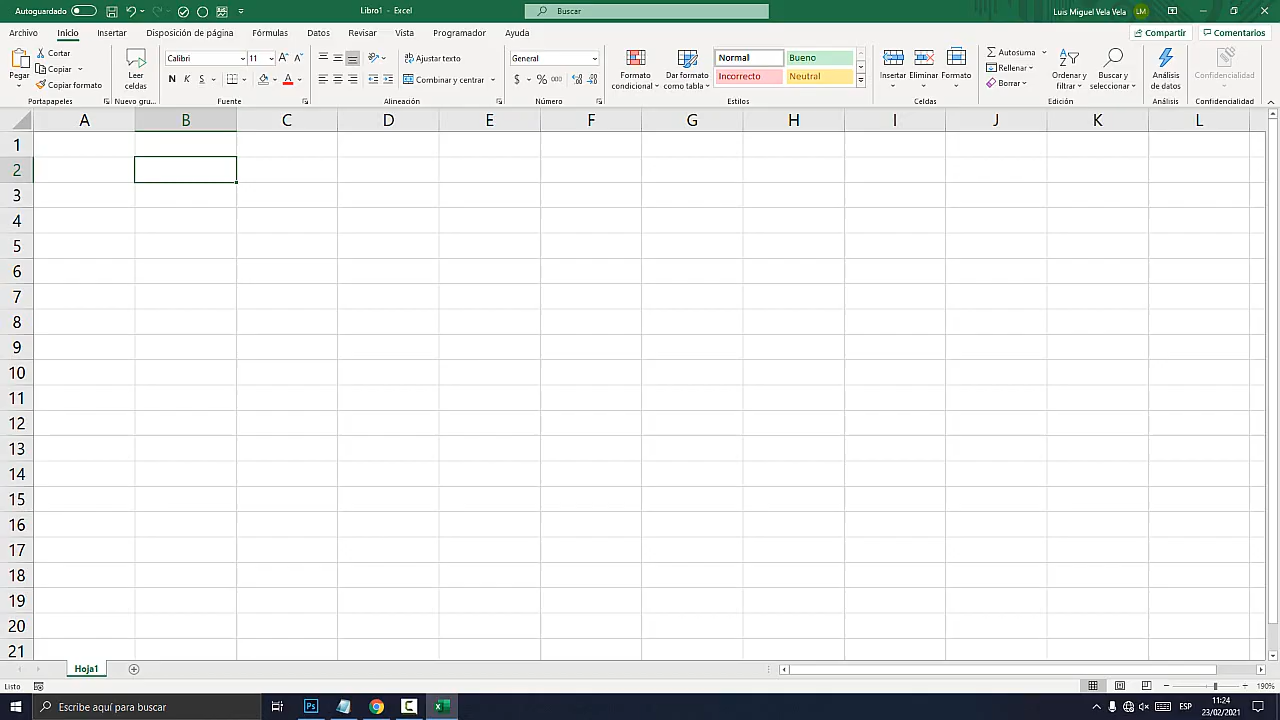 Autoguardado Libro1 - Excel Buscar Luis Miguel Vela Vela LM
Archivo Inicio Insertar Disposición de página Fórmulas Datos Revisar Vista Programador Ayuda Compartir Comentarios
Pegar Cortar Copiar Copiar formato Portapapeles
Leer celdas Nuevo gru...
Calibri 11 N K S Fuente
Ajustar texto Combinar y centrar Alineación
General $ % 000 Número
Formato condicional Dar formato como tabla Normal Bueno Incorrecto Neutral Estilos
Insertar Eliminar Formato Celdas
Autosuma Rellenar Borrar Ordenar y filtrar Buscar y seleccionar Edición
Análisis de datos Análisis
Confidencialidad Confidencialidad
A B C D E F G H I J K L
1
2
3
4
5
6
7
8
9
10
11
12
13
14
15
16
17
18
19
20
21
Hoja1
Listo 190%
Escribe aquí para buscar Ps ESP 11:24
23/02/2021